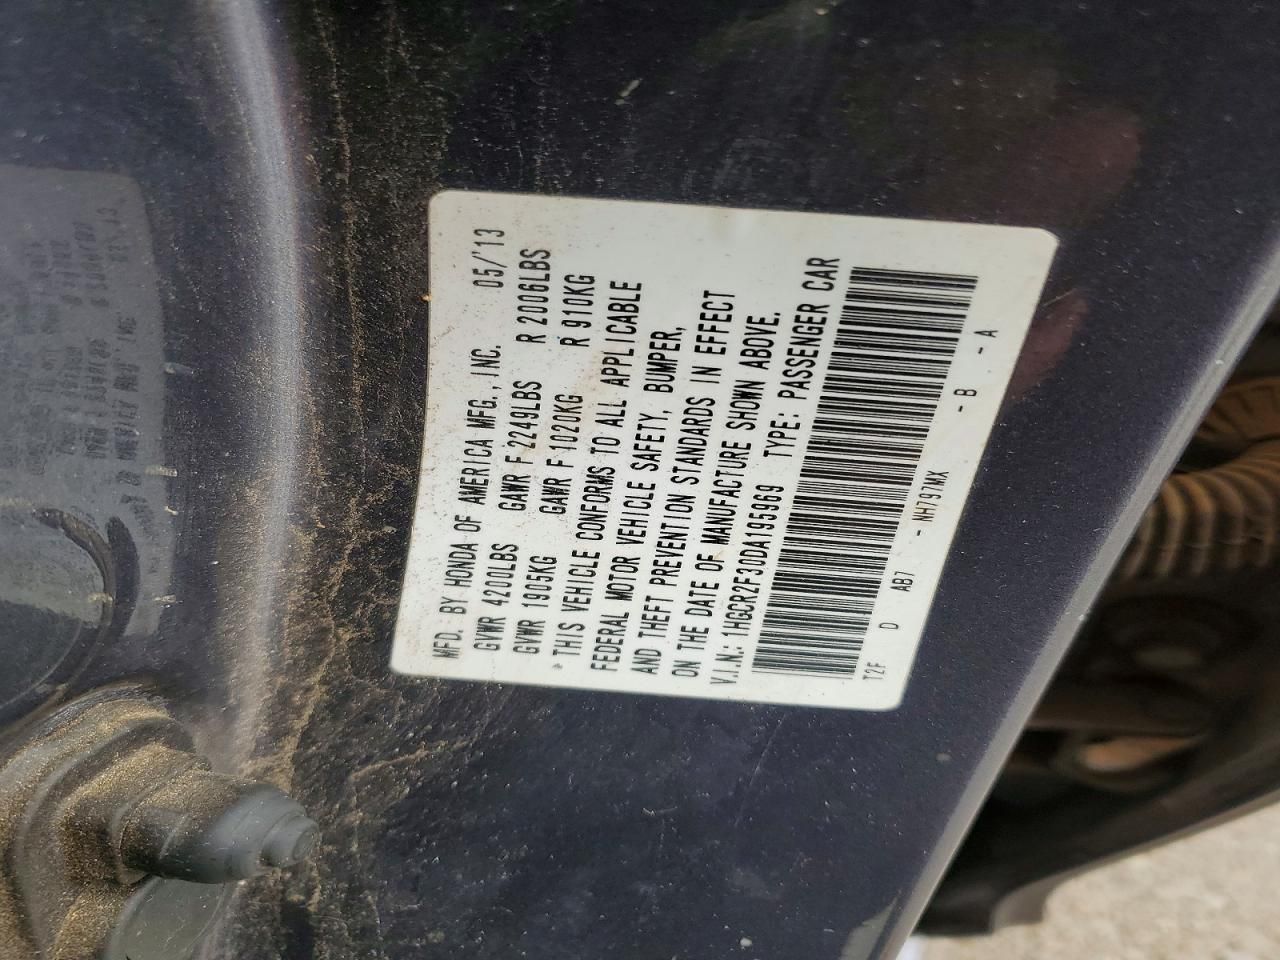 MFD. BY HONDA OF AMERICA MFG., INC. 05/'13
GVWR 4200LBS GAWR F 2249LBS R 2006LBS
GVWR 1905KG GAWR F 1020KG R 910KG
* THIS VEHICLE CONFORMS TO ALL APPLICABLE
FEDERAL MOTOR VEHICLE SAFETY, BUMPER,
AND THEFT PREVENTION STANDARDS IN EFFECT
ON THE DATE OF MANUFACTURE SHOWN ABOVE.
V.I.N.: 1HGCR2F30DA195969 TYPE: PASSENGER CAR
T2F D AB7 - NH797MX - B - A